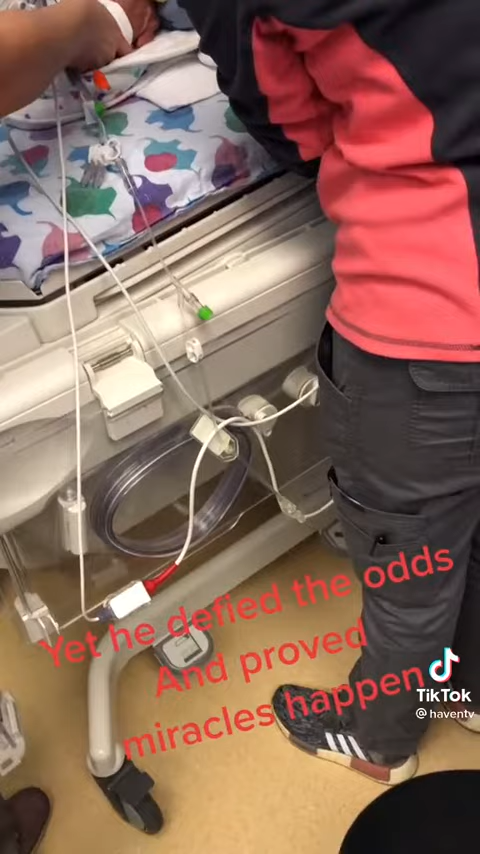 Yet he defied the odds
And proved
miracles happen
TikTok
@ haventv